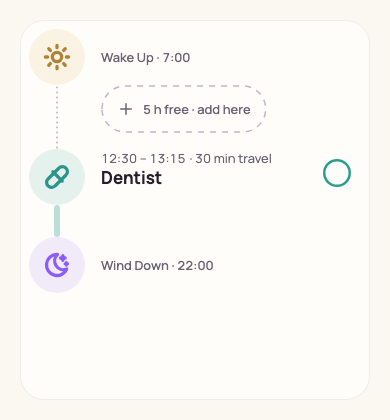 Wake Up · 7:00
5 h free · add here
12:30 – 13:15 · 30 min travel
Dentist
Wind Down · 22:00